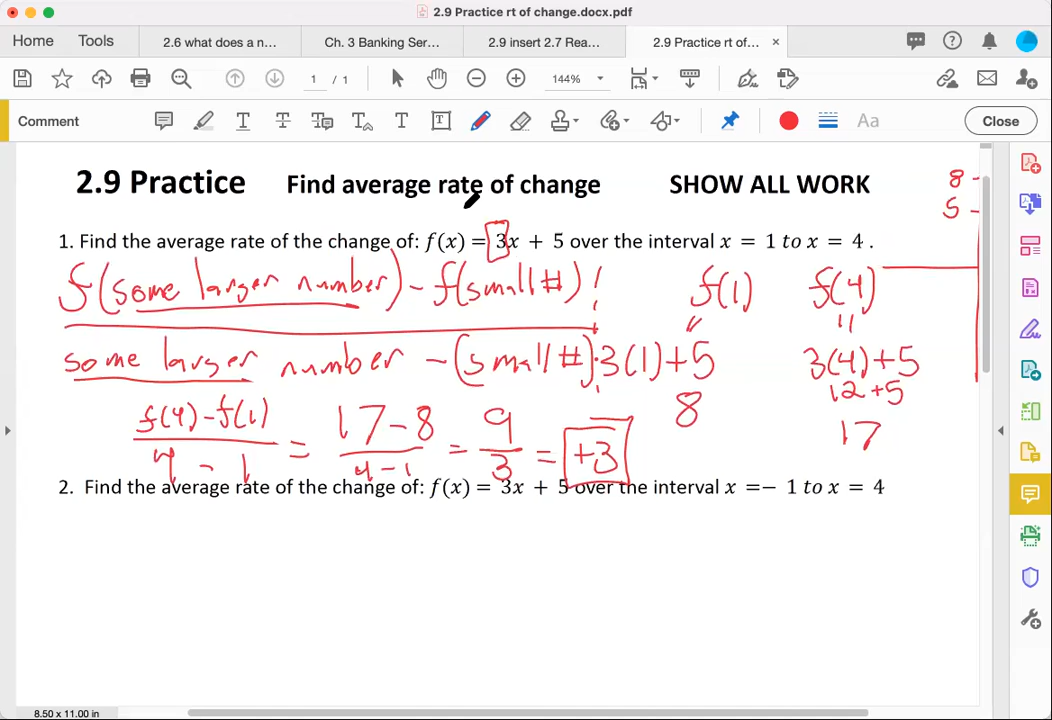 2.9 Practice rt of change.docx.pdf
Home Tools 2.6 what does a n... Ch. 3 Banking Ser... 2.9 insert 2.7 Rea... 2.9 Practice rt of... ×
1 / 1 144%
Comment T T T T Aa Close
2.9 Practice Find average rate of change SHOW ALL WORK
8 -
5 -
1. Find the average rate of the change of: f(x) = 3x + 5 over the interval x = 1 to x = 4 .
f(some larger number) - f(small #) !
some larger number - (small #).
f(1) f(4)
"
3(1)+5 3(4)+5
8 12 +5
17
f(4)-f(1) / 4 - 1 = 17-8 / 4-1 = 9/3 = +3
2. Find the average rate of the change of: f(x) = 3x + 5 over the interval x =− 1 to x = 4
8.50 x 11.00 in